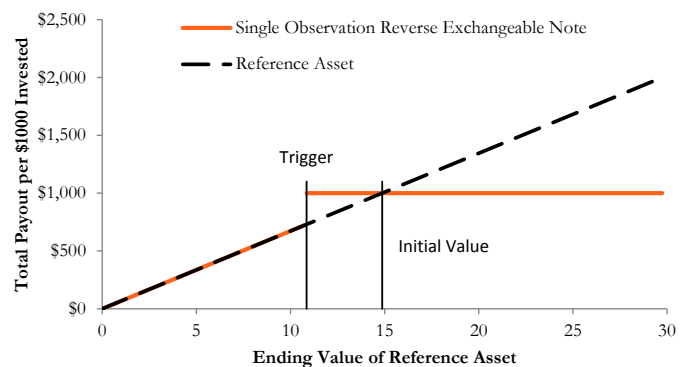 $2,500
Single Observation Reverse Exchangeable Note
Reference Asset
$2,000
$1,500
Trigger
$1,000
Initial Value
$500
$0
Total Payout per $1000 Invested
0 5 10 15 20 25 30
Ending Value of Reference Asset